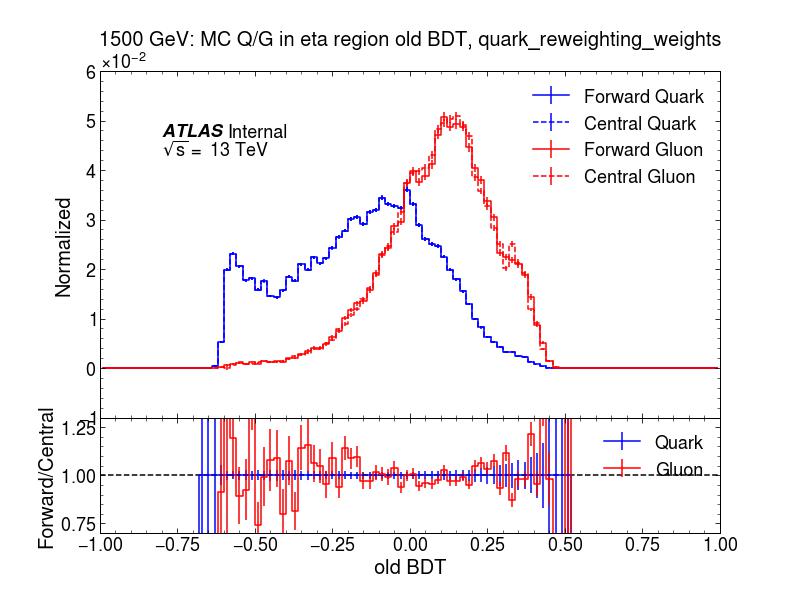 1500 GeV: MC Q/G in eta region old BDT, quark_reweighting_weights
×10⁻²
6
5
4
3
2
1
0
−1
Normalized
ATLAS Internal
√s = 13 TeV
Forward Quark
Central Quark
Forward Gluon
Central Gluon
1.25
1.00
0.75
Forward/Central
Quark
Gluon
−1.00 −0.75 −0.50 −0.25 0.00 0.25 0.50 0.75 1.00
old BDT